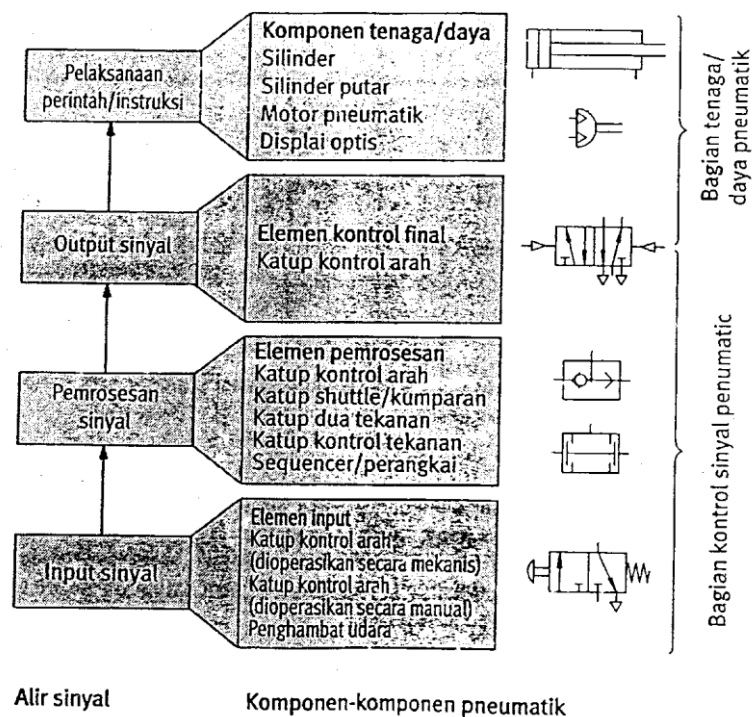 Pelaksanaan
perintah/instruksi
Komponen tenaga/daya
Silinder
Silinder putar
Motor pneumatik
Displai optis
Bagian tenaga/
daya pneumatik
Output sinyal
Elemen kontrol final
Katup kontrol arah
Pemrosesan
sinyal
Elemen pemrosesan
Katup kontrol arah
Katup shuttle/kumparan
Katup dua tekanan
Katup kontrol tekanan
Sequencer/perangkai
Bagian kontrol sinyal penumatic
Input sinyal
Elemen input
Katup kontrol arah
(dioperasikan secara mekanis)
Katup kontrol arah
(dioperasikan secara manual)
Penghambat udara
Alir sinyal
Komponen-komponen pneumatik